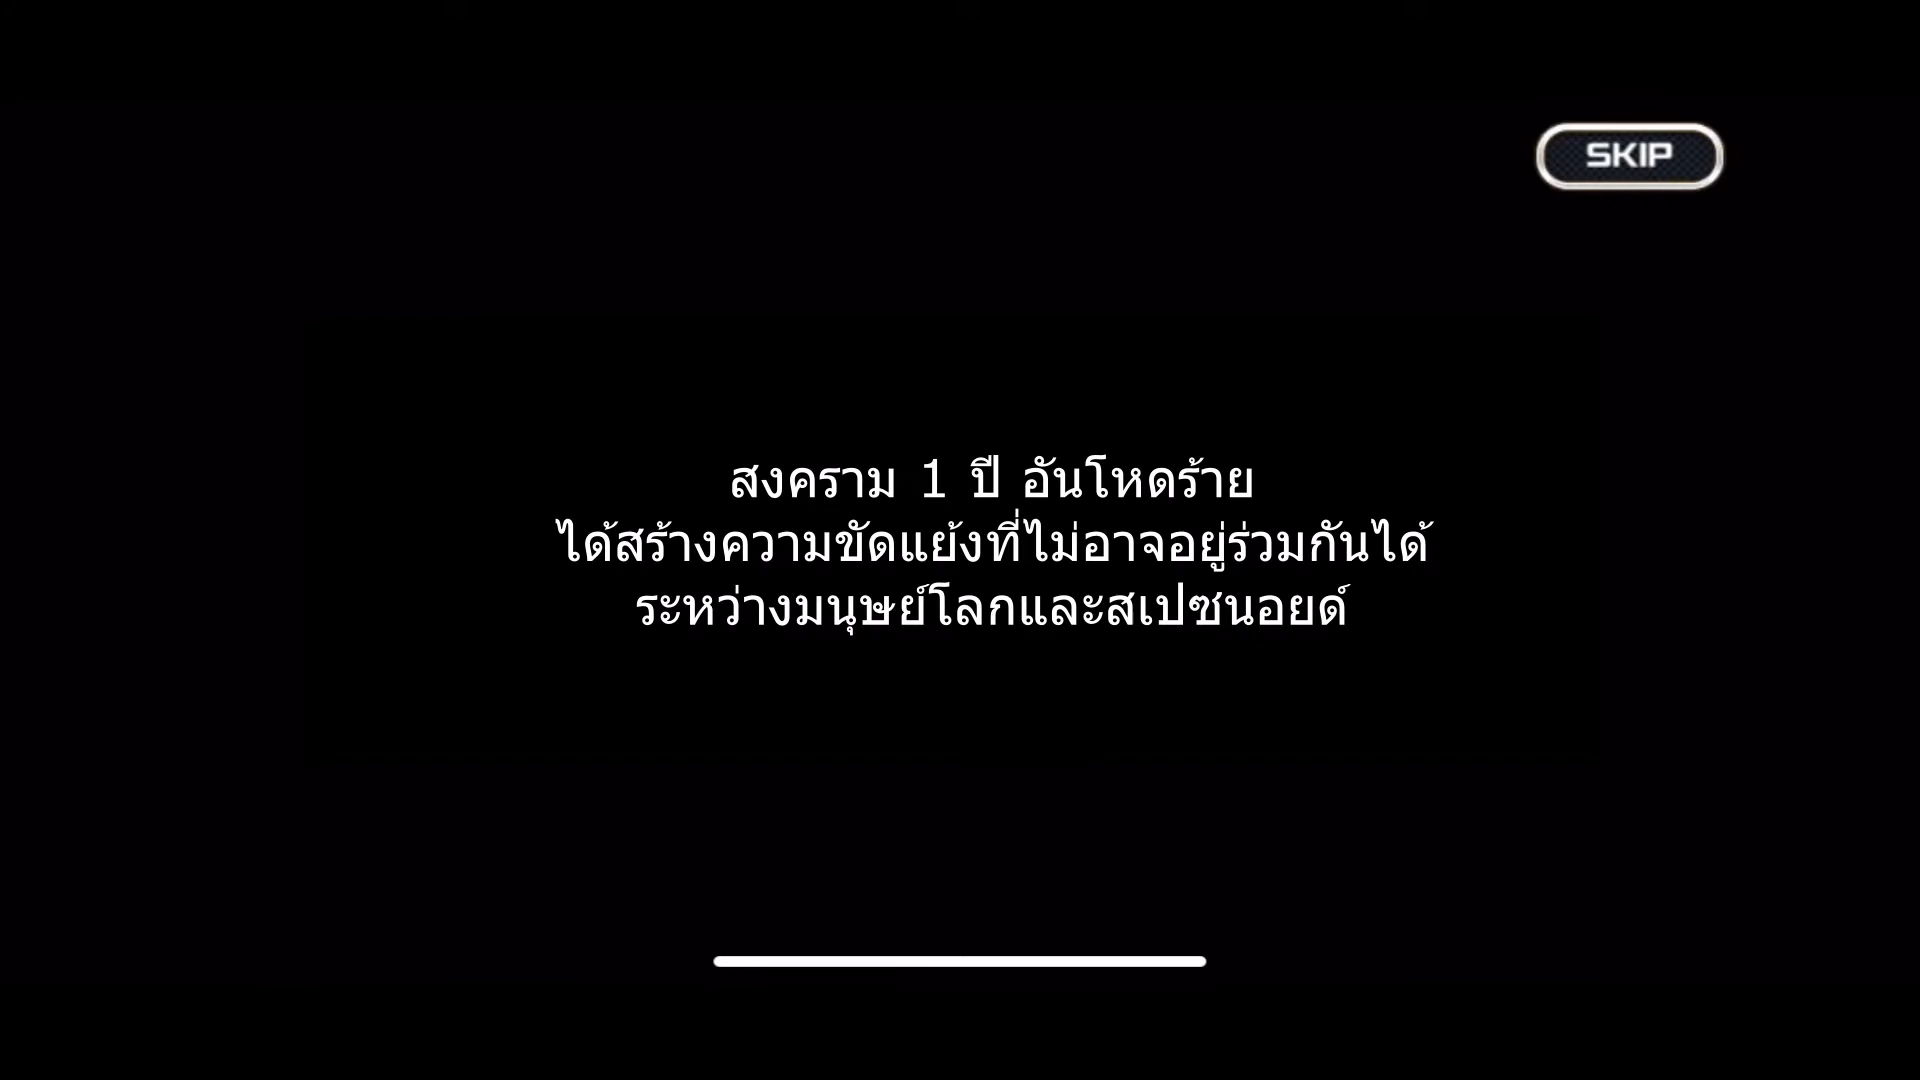 SKIP
สงคราม 1 ปี อันโหดร้าย
ได้สร้างความขัดแย้งที่ไม่อาจอยู่ร่วมกันได้
ระหว่างมนุษย์โลกและสเปซนอยด์